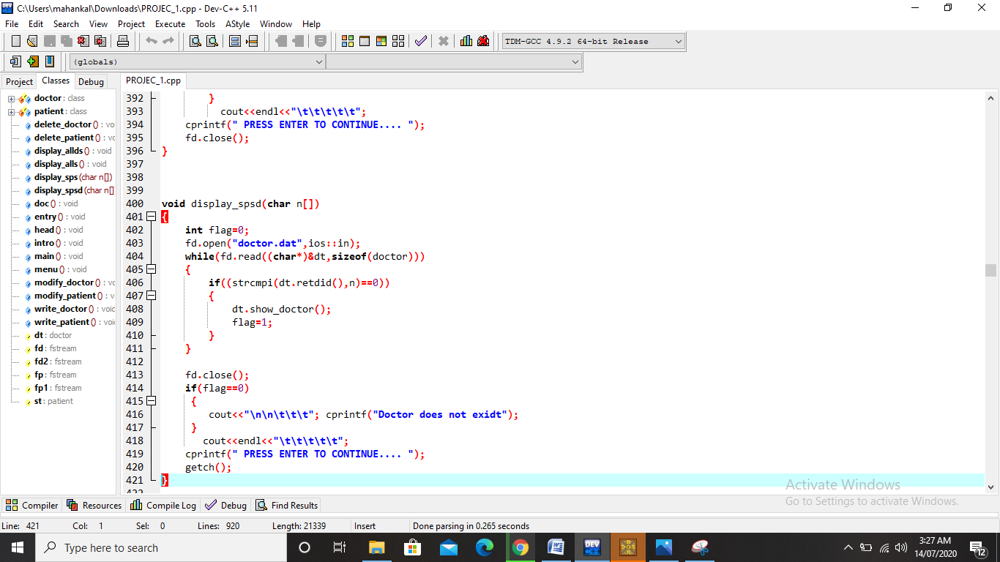 C:\Users\mahankal\Downloads\PROJEC_1.cpp - Dev-C++ 5.11
File Edit Search View Project Execute Tools AStyle Window Help
TDM-GCC 4.9.2 64-bit Release
(globals)
Project Classes Debug PROJEC_1.cpp
doctor : class
patient : class
delete_doctor () : vo
delete_patient () : vc
display_allds () : void
display_alls () : void
display_sps (char n[])
display_spsd (char n[]
doc () : void
entry () : void
head () : void
intro () : void
main () : void
menu () : void
modify_doctor () : vc
modify_patient () : v
write_doctor () : voic
write_patient () : voi
dt : doctor
fd : fstream
fd2 : fstream
fp : fstream
fp1 : fstream
st : patient
392 }
393 cout<<endl<<"\t\t\t\t\t";
394 cprintf(" PRESS ENTER TO CONTINUE.... ");
395 fd.close();
396 }
397
398
399
400 void display_spsd(char n[])
401 {
402 int flag=0;
403 fd.open("doctor.dat",ios::in);
404 while(fd.read((char*)&dt,sizeof(doctor)))
405 {
406 if((strcmpi(dt.retdid(),n)==0))
407 {
408 dt.show_doctor();
409 flag=1;
410 }
411 }
412
413 fd.close();
414 if(flag==0)
415 {
416 cout<<"\n\n\t\t\t"; cprintf("Doctor does not exidt");
417 }
418 cout<<endl<<"\t\t\t\t\t";
419 cprintf(" PRESS ENTER TO CONTINUE.... ");
420 getch();
421 }
Activate Windows
Go to Settings to activate Windows.
Compiler Resources Compile Log Debug Find Results
Line: 421 Col: 1 Sel: 0 Lines: 920 Length: 21339 Insert Done parsing in 0.265 seconds
Type here to search
3:27 AM
14/07/2020
12